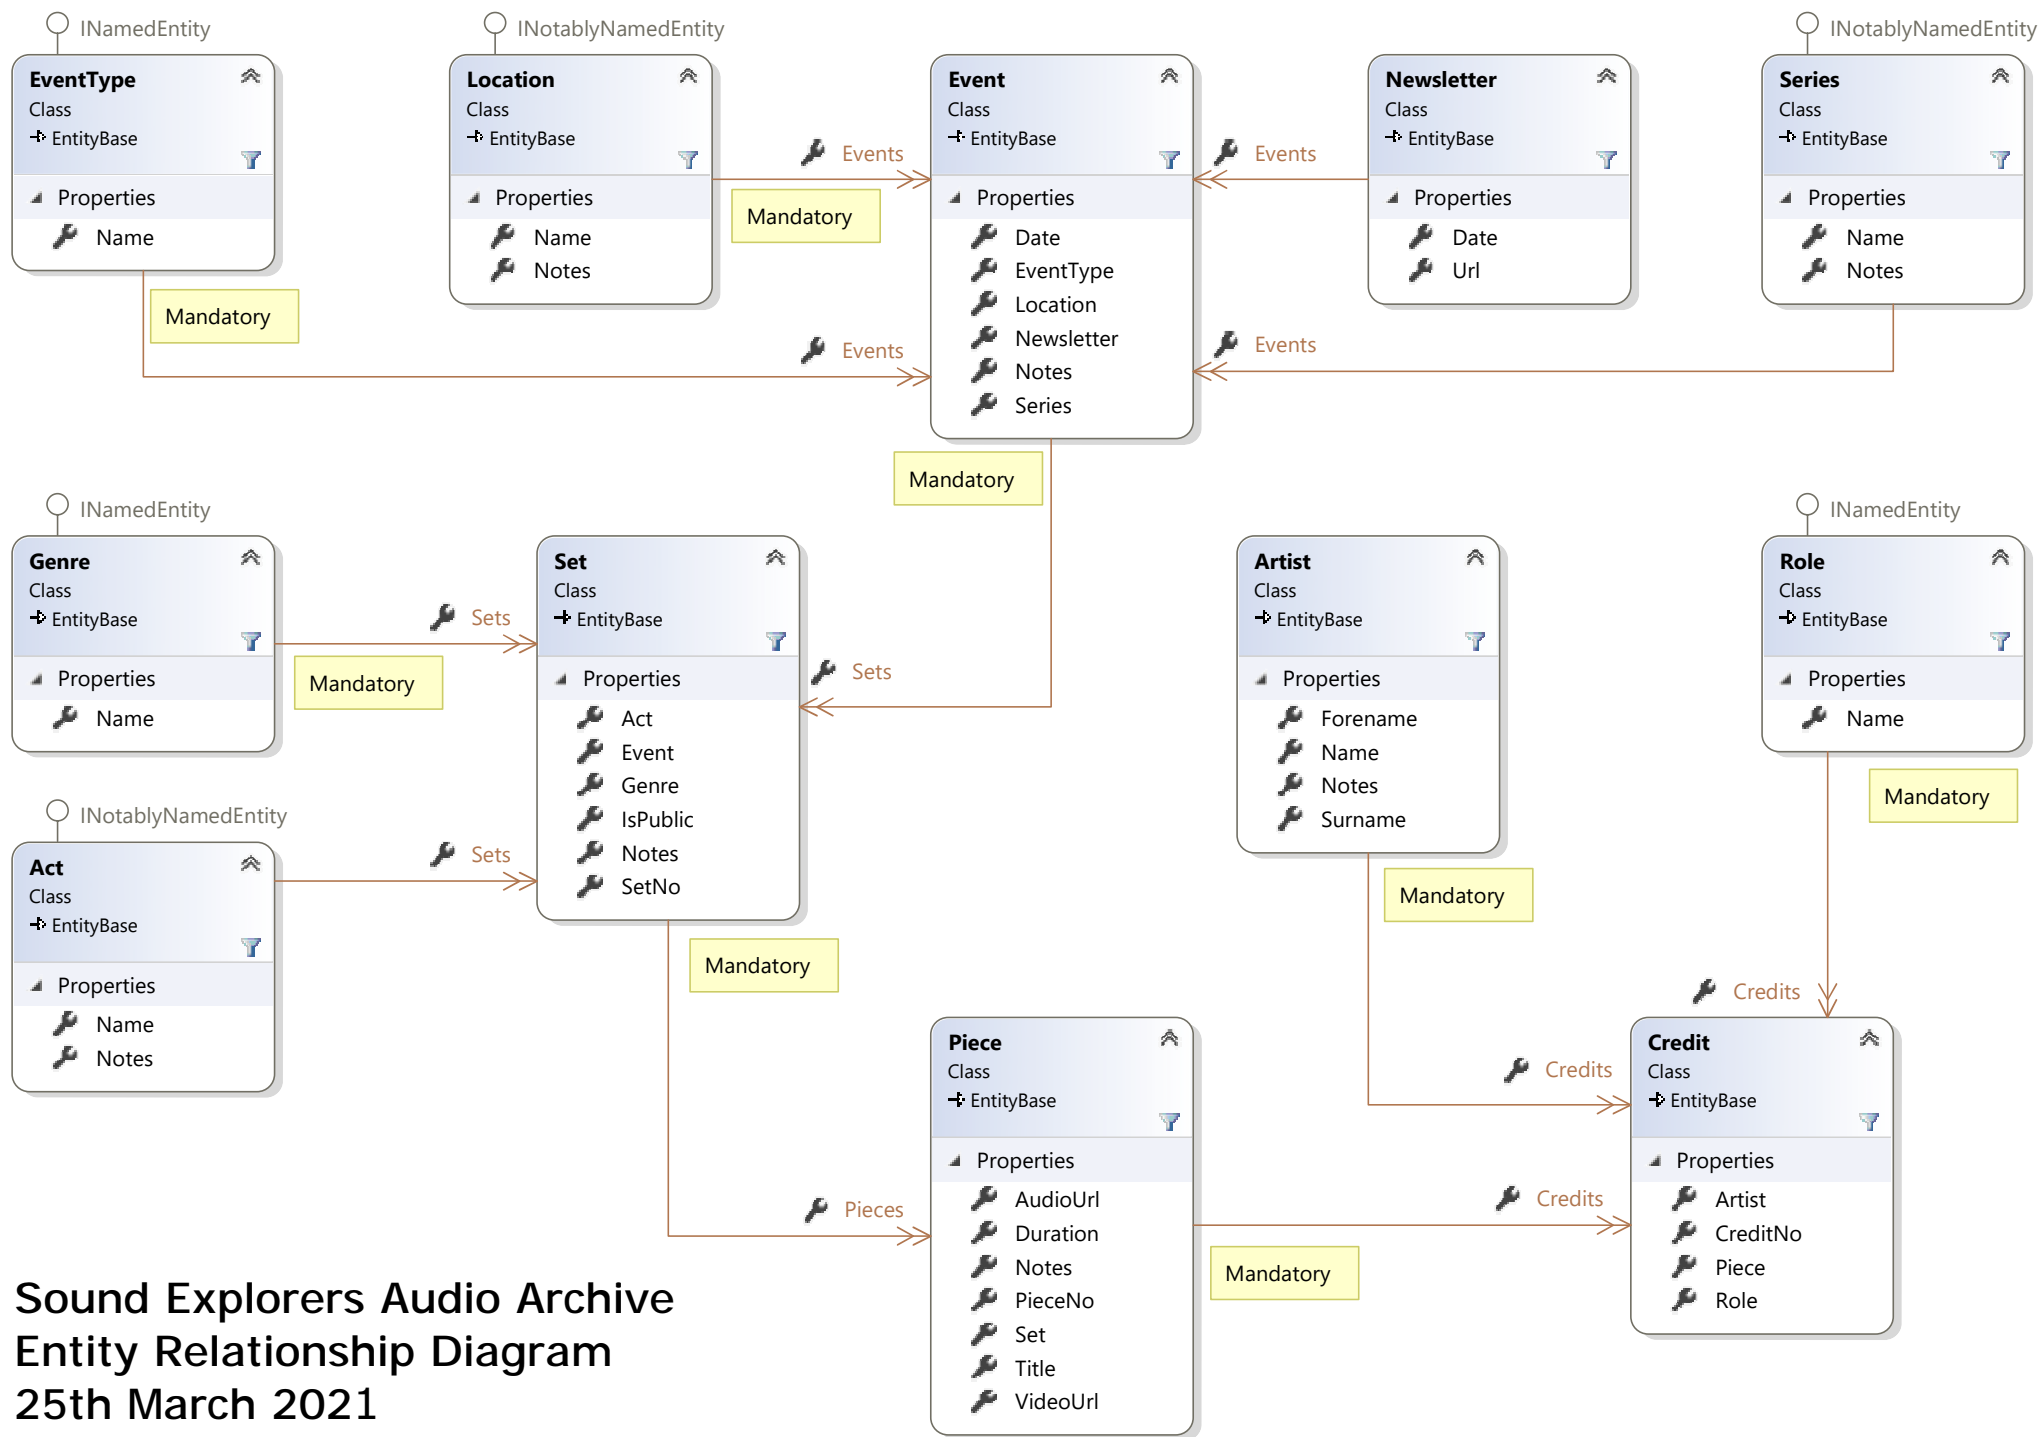 INamedEntity
EventType
Class
EntityBase
Properties
Name
Mandatory
INotablyNamedEntity
Location
Class
EntityBase
Properties
Name
Notes
Events
Mandatory
Events
Event
Class
EntityBase
Properties
Date
EventType
Location
Newsletter
Notes
Series
Mandatory
Events
Events
Newsletter
Class
EntityBase
Properties
Date
Url
INotablyNamedEntity
Series
Class
EntityBase
Properties
Name
Notes
INamedEntity
Genre
Class
EntityBase
Properties
Name
Sets
Mandatory
INotablyNamedEntity
Act
Class
EntityBase
Properties
Name
Notes
Sets
Set
Class
EntityBase
Properties
Act
Event
Genre
IsPublic
Notes
SetNo
Sets
Mandatory
Artist
Class
EntityBase
Properties
Forename
Name
Notes
Surname
Mandatory
INamedEntity
Role
Class
EntityBase
Properties
Name
Mandatory
Credits
Pieces
Piece
Class
EntityBase
Properties
AudioUrl
Duration
Notes
PieceNo
Set
Title
VideoUrl
Credits
Credits
Mandatory
Credit
Class
EntityBase
Properties
Artist
CreditNo
Piece
Role
Sound Explorers Audio Archive
Entity Relationship Diagram
25th March 2021